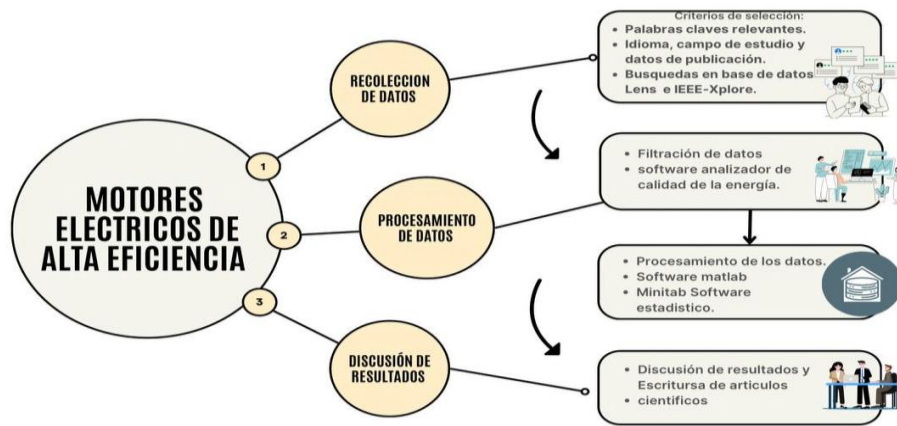 MOTORES
ELECTRICOS DE
ALTA EFICIENCIA
1
RECOLECCION
DE DATOS
Criterios de selección:
• Palabras claves relevantes.
• Idioma, campo de estudio y
datos de publicación.
• Busquedas en base de datos
Lens e IEEE-Xplore.
2
PROCESAMIENTO
DE DATOS
• Filtración de datos
• software analizador de
calidad de la energía.
• Procesamiento de los datos.
• Software matlab
• Minitab Software
estadistico.
3
DISCUSIÓN DE
RESULTADOS
• Discusión de resultados y
Escritursa de articulos
• cientificos